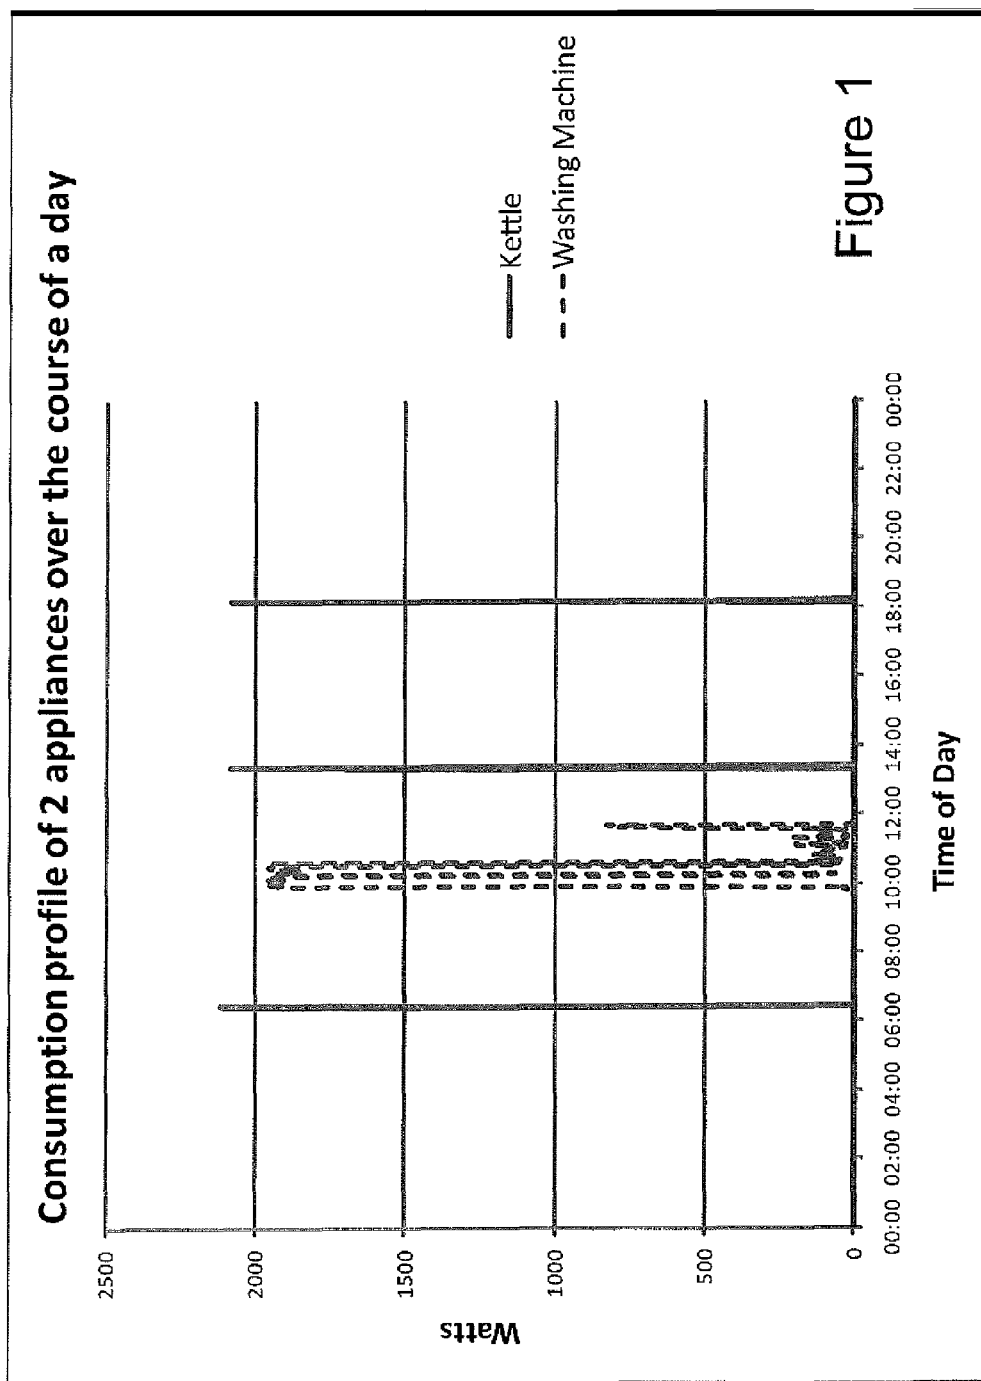 Consumption profile of 2 appliances over the course of a day
2500
2000
1500
1000
500
0
Watts
00:00 02:00 04:00 06:00 08:00 10:00 12:00 14:00 16:00 18:00 20:00 22:00 00:00
Time of Day
Kettle
Washing Machine
Figure 1